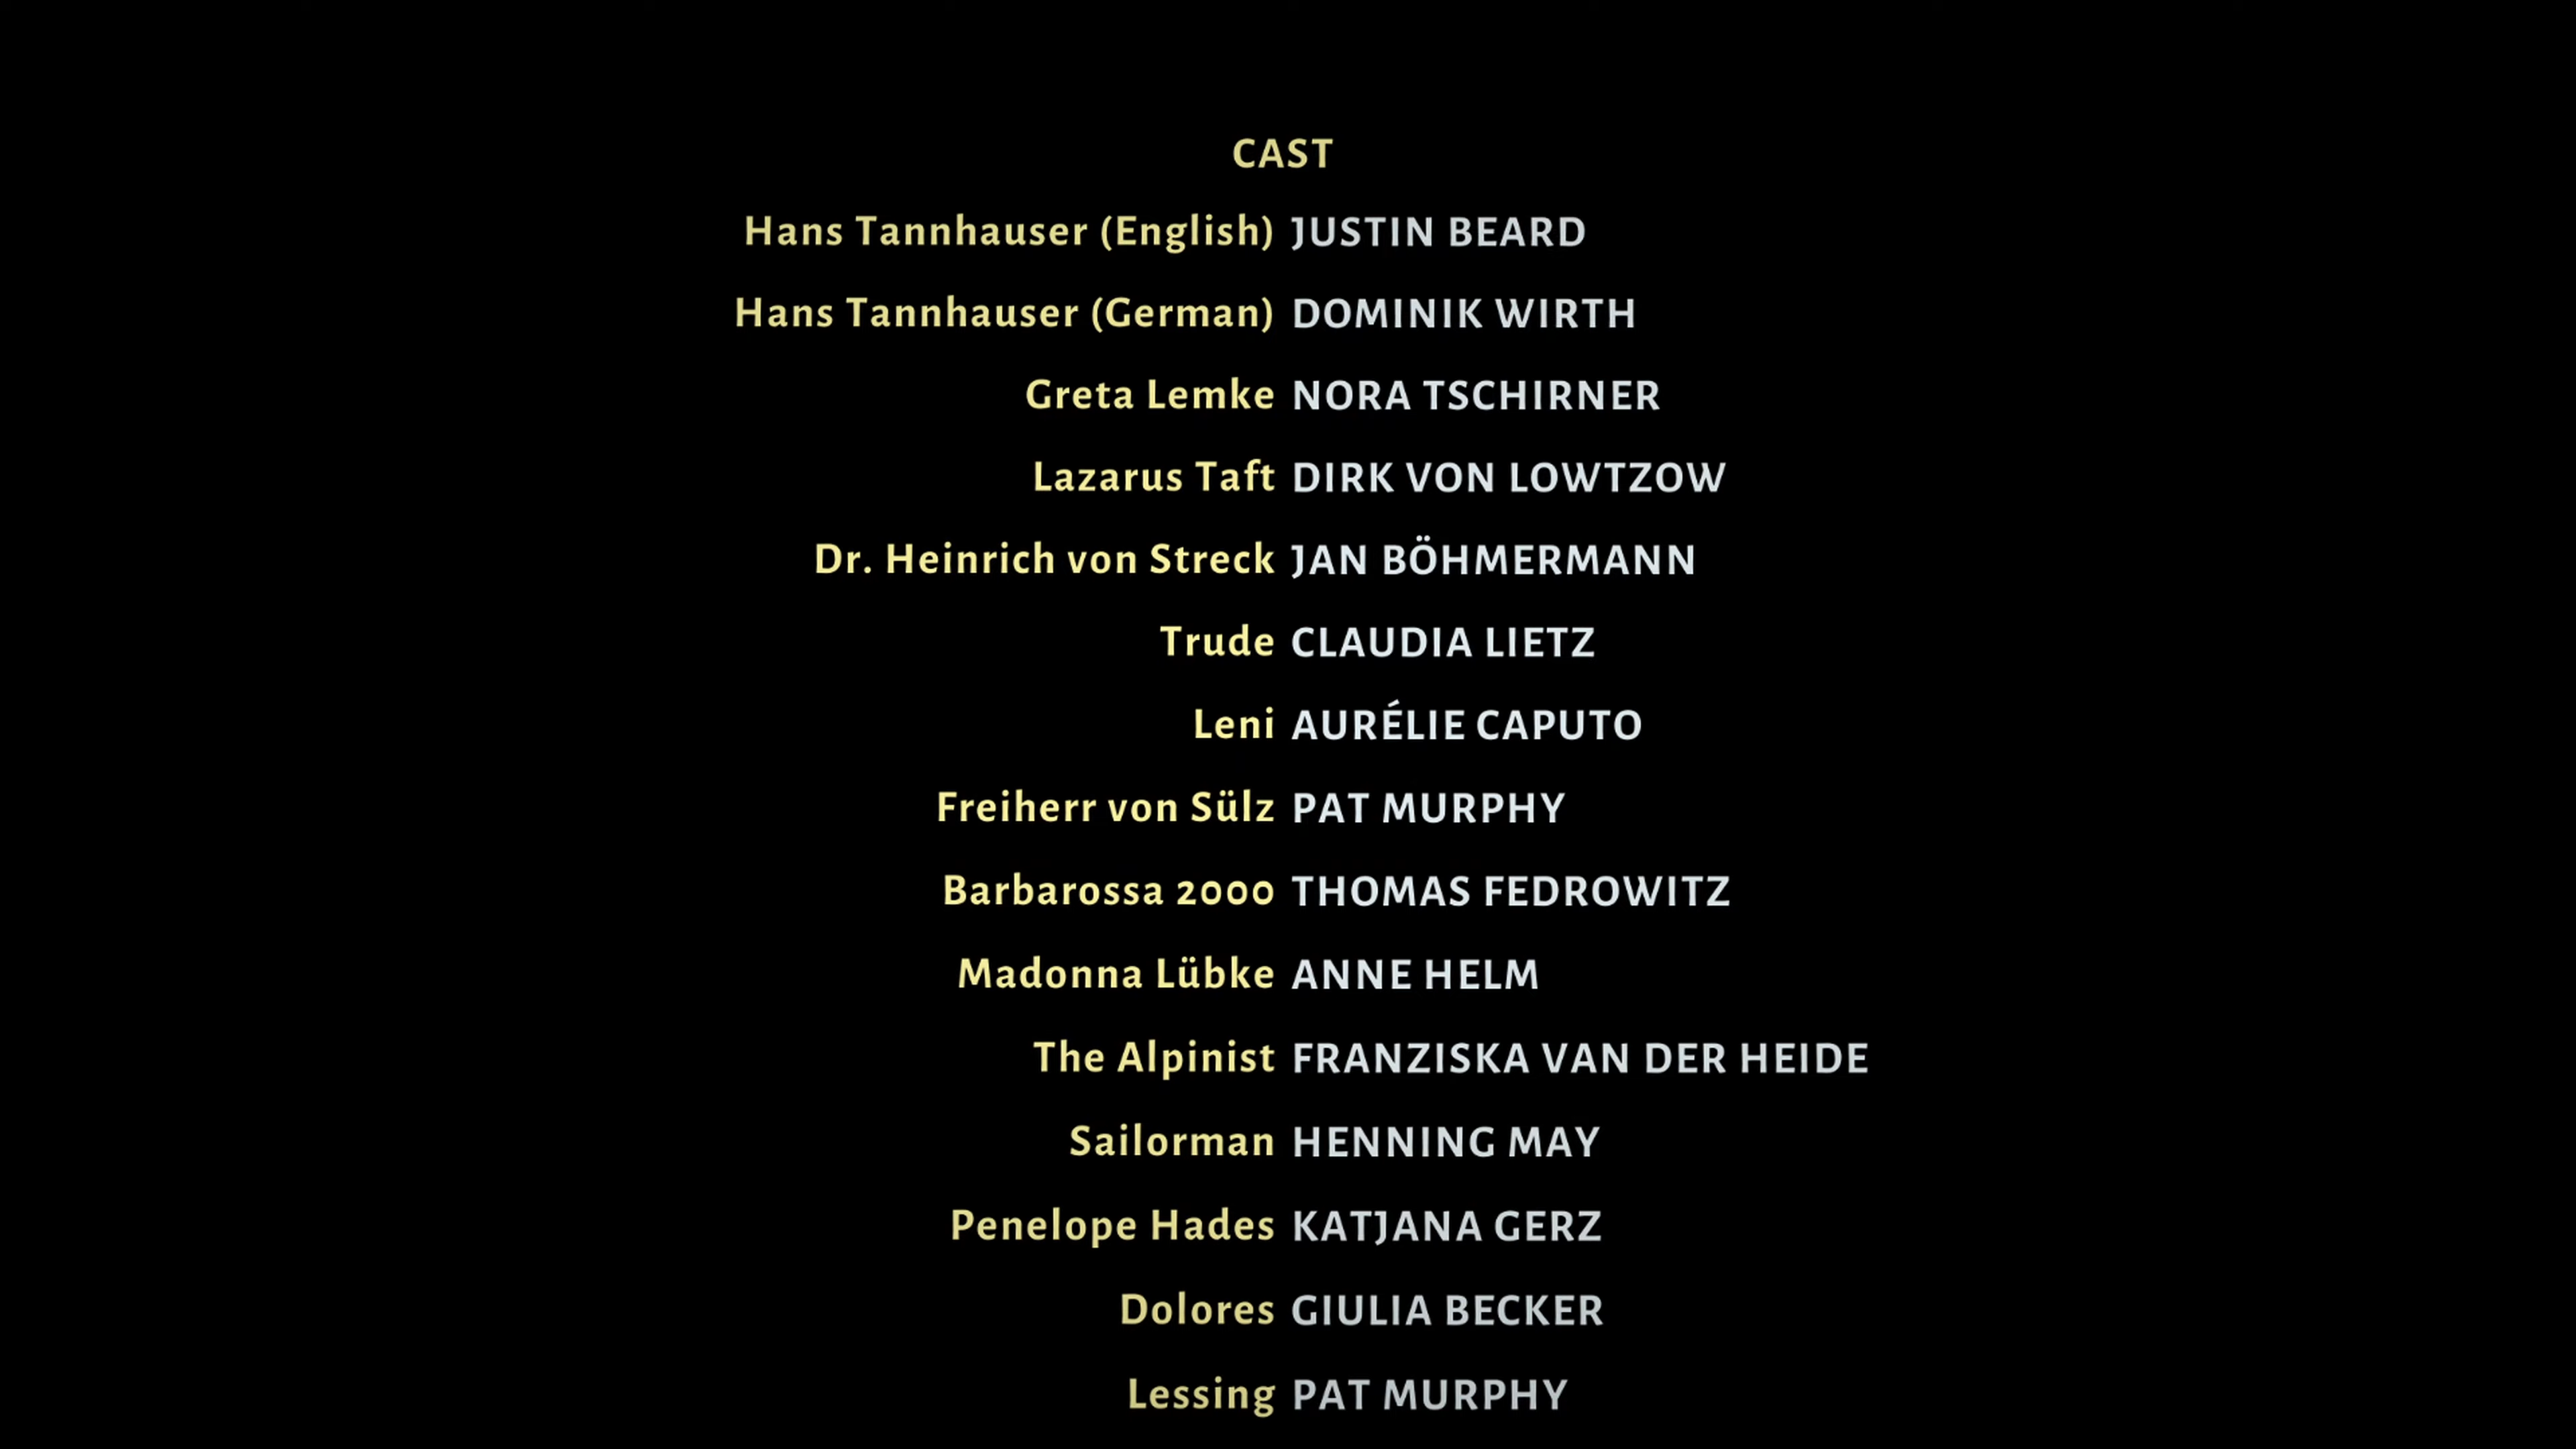 CAST
Hans Tannhauser (English) JUSTIN BEARD
Hans Tannhauser (German) DOMINIK WIRTH
Greta Lemke NORA TSCHIRNER
Lazarus Taft DIRK VON LOWTZOW
Dr. Heinrich von Streck JAN BÖHMERMANN
Trude CLAUDIA LIETZ
Leni AURÉLIE CAPUTO
Freiherr von Sülz PAT MURPHY
Barbarossa 2000 THOMAS FEDROWITZ
Madonna Lübke ANNE HELM
The Alpinist FRANZISKA VAN DER HEIDE
Sailorman HENNING MAY
Penelope Hades KATJANA GERZ
Dolores GIULIA BECKER
Lessing PAT MURPHY